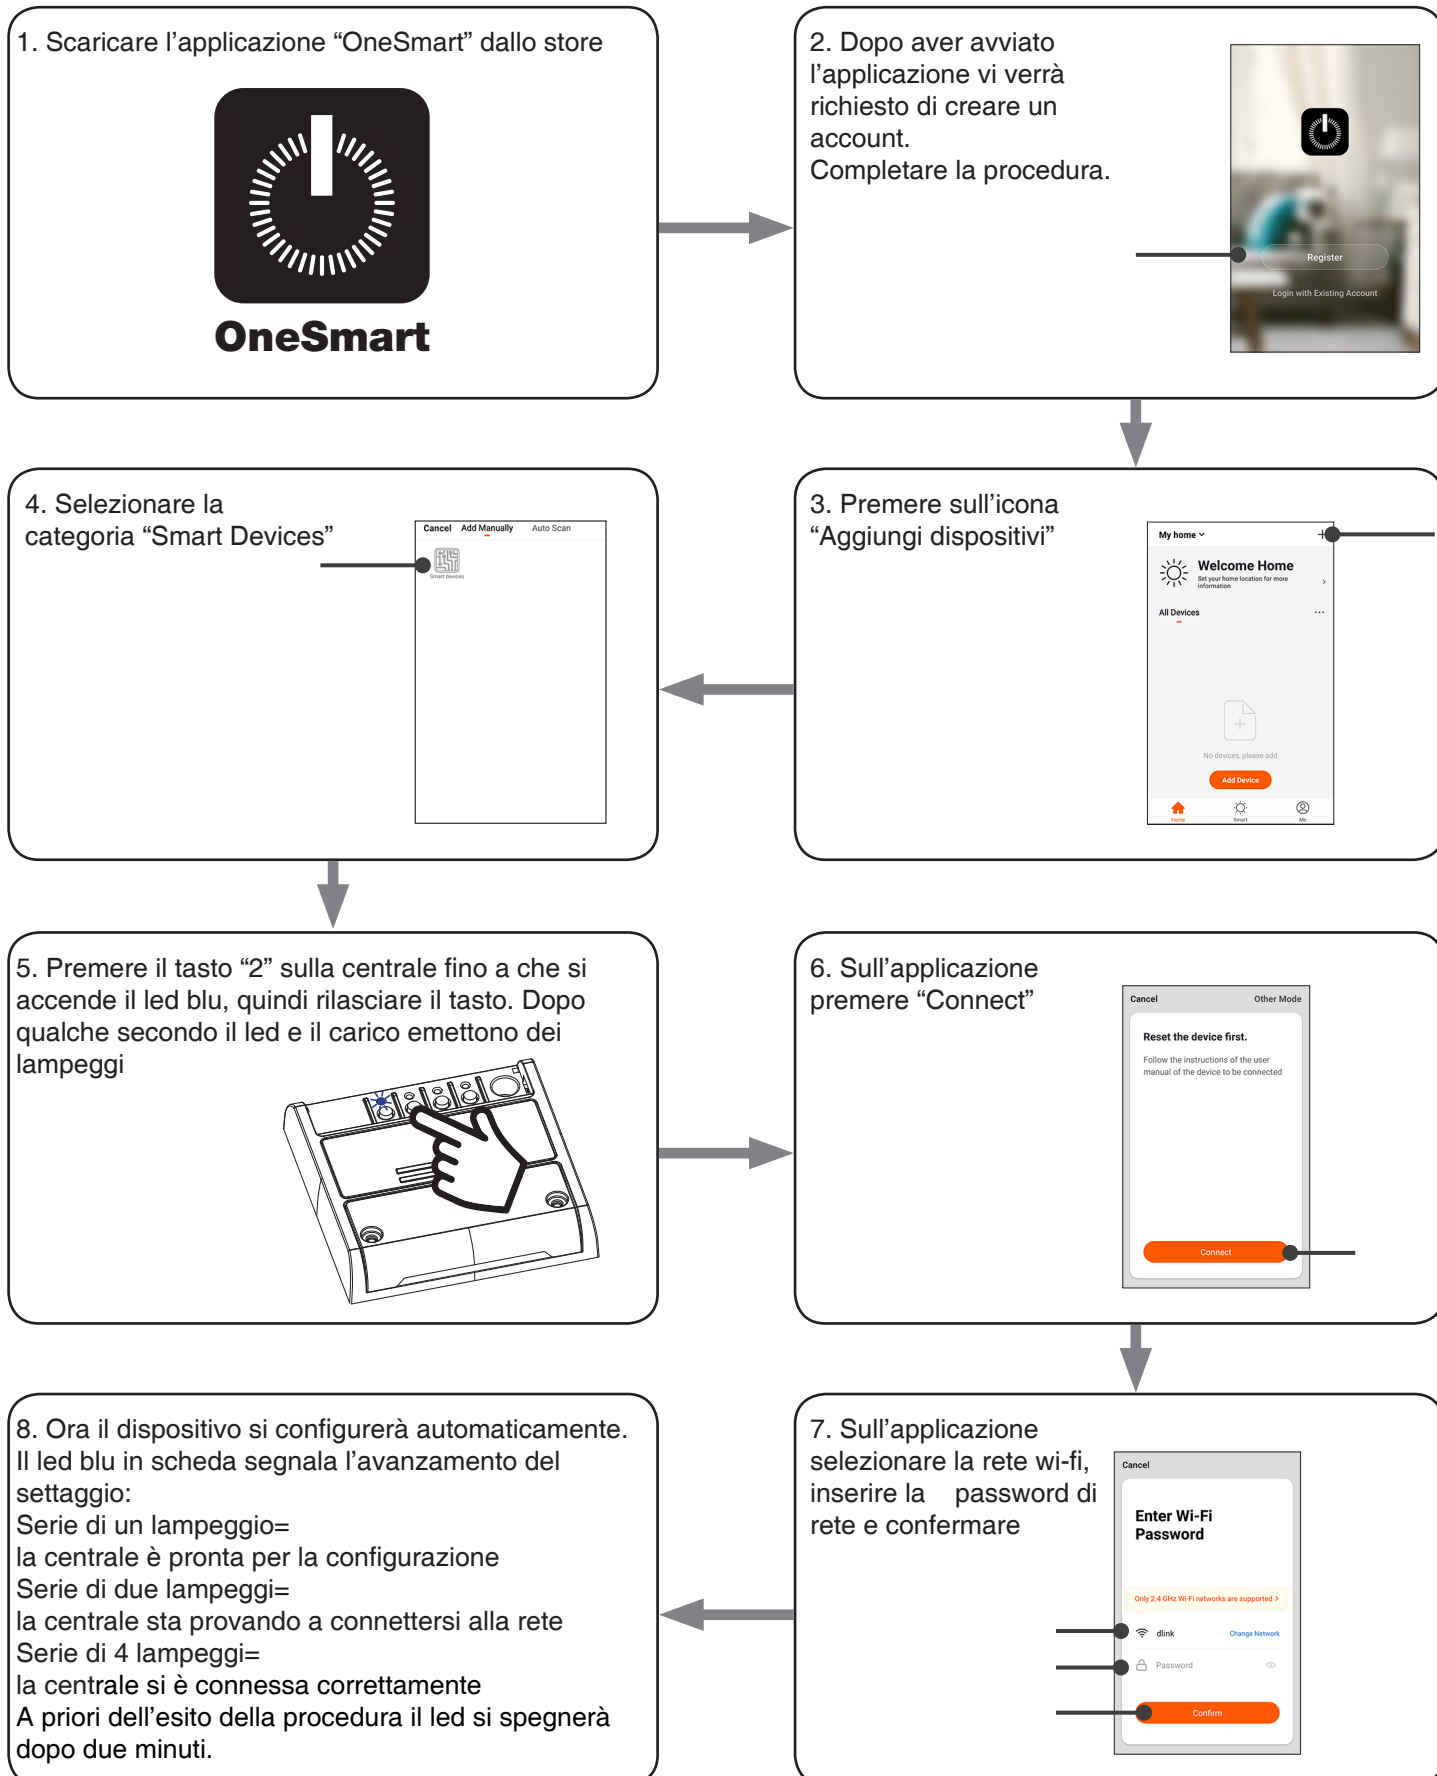 1. Scaricare l’applicazione “OneSmart” dallo store
OneSmart
2. Dopo aver avviato
l’applicazione vi verrà
richiesto di creare un
account.
Completare la procedura.
Register
Login with Existing Account
3. Premere sull’icona
“Aggiungi dispositivi”
My home
+
Welcome Home
Set your home location for more
information
All Devices
No devices, please add
Add Device
Home Smart Me
4. Selezionare la
categoria “Smart Devices”
Cancel Add Manually Auto Scan
Smart devices
5. Premere il tasto “2” sulla centrale fino a che si
accende il led blu, quindi rilasciare il tasto. Dopo
qualche secondo il led e il carico emettono dei
lampeggi
6. Sull’applicazione
premere “Connect”
Cancel Other Mode
Reset the device first.
Follow the instructions of the user
manual of the device to be connected
Connect
7. Sull’applicazione
selezionare la rete wi-fi,
inserire la password di
rete e confermare
Cancel
Enter Wi-Fi
Password
Only 2.4 GHz Wi-Fi networks are supported >
dlink Change Network
Password
Confirm
8. Ora il dispositivo si configurerà automaticamente.
Il led blu in scheda segnala l’avanzamento del
settaggio:
Serie di un lampeggio=
la centrale è pronta per la configurazione
Serie di due lampeggi=
la centrale sta provando a connettersi alla rete
Serie di 4 lampeggi=
la centrale si è connessa correttamente
A priori dell’esito della procedura il led si spegnerà
dopo due minuti.